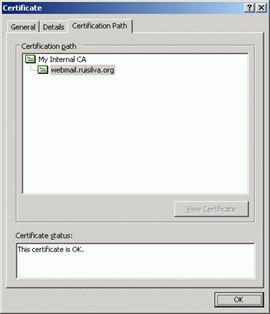 Certificate
General Details Certification Path
Certification path
My Internal CA
webmail.ruisilva.org
View Certificate
Certificate status:
This certificate is OK.
OK